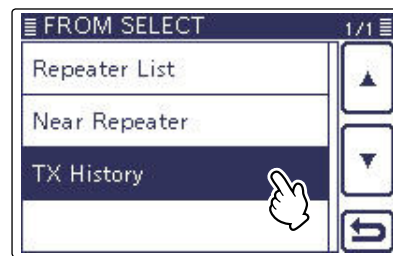 FROM SELECT 1/1
Repeater List
Near Repeater
TX History